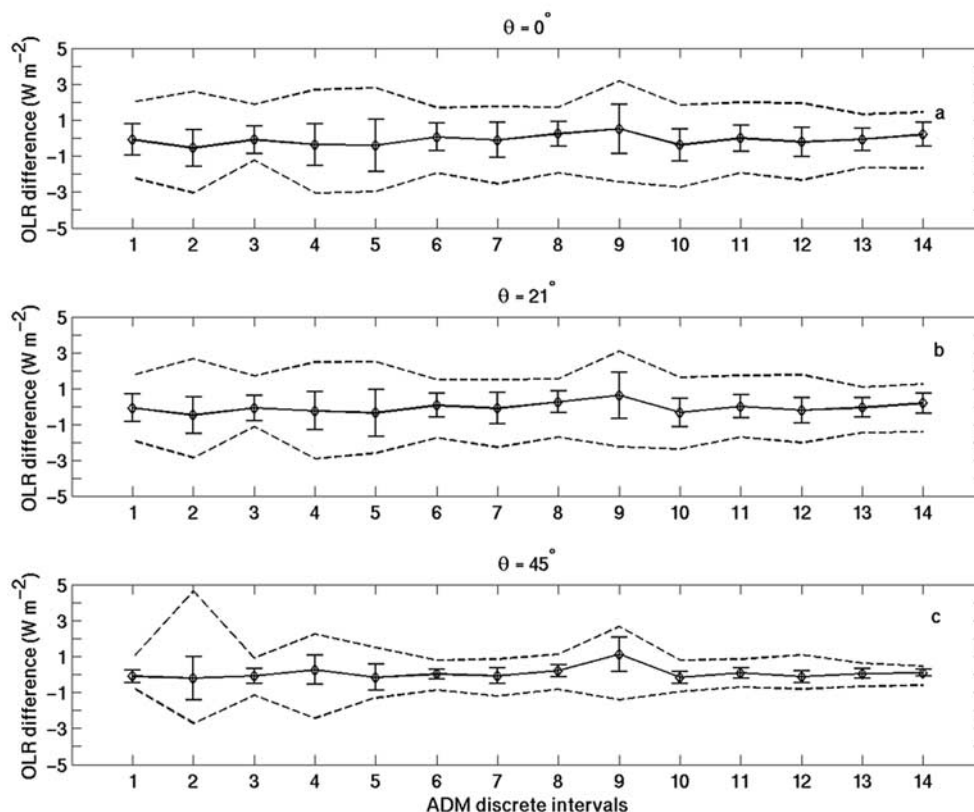 θ = 0°
OLR difference (W m⁻²)
5
3
1
−1
−3
−5
a
1 2 3 4 5 6 7 8 9 10 11 12 13 14
θ = 21°
OLR difference (W m⁻²)
5
3
1
−1
−3
−5
b
1 2 3 4 5 6 7 8 9 10 11 12 13 14
θ = 45°
OLR difference (W m⁻²)
5
3
1
−1
−3
−5
c
1 2 3 4 5 6 7 8 9 10 11 12 13 14
ADM discrete intervals